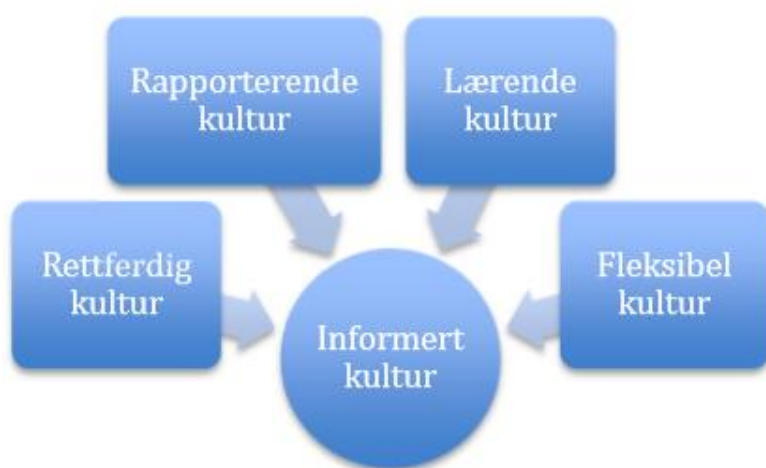 Rapporterende
kultur
Lærende
kultur
Rettferdig
kultur
Fleksibel
kultur
Informert
kultur